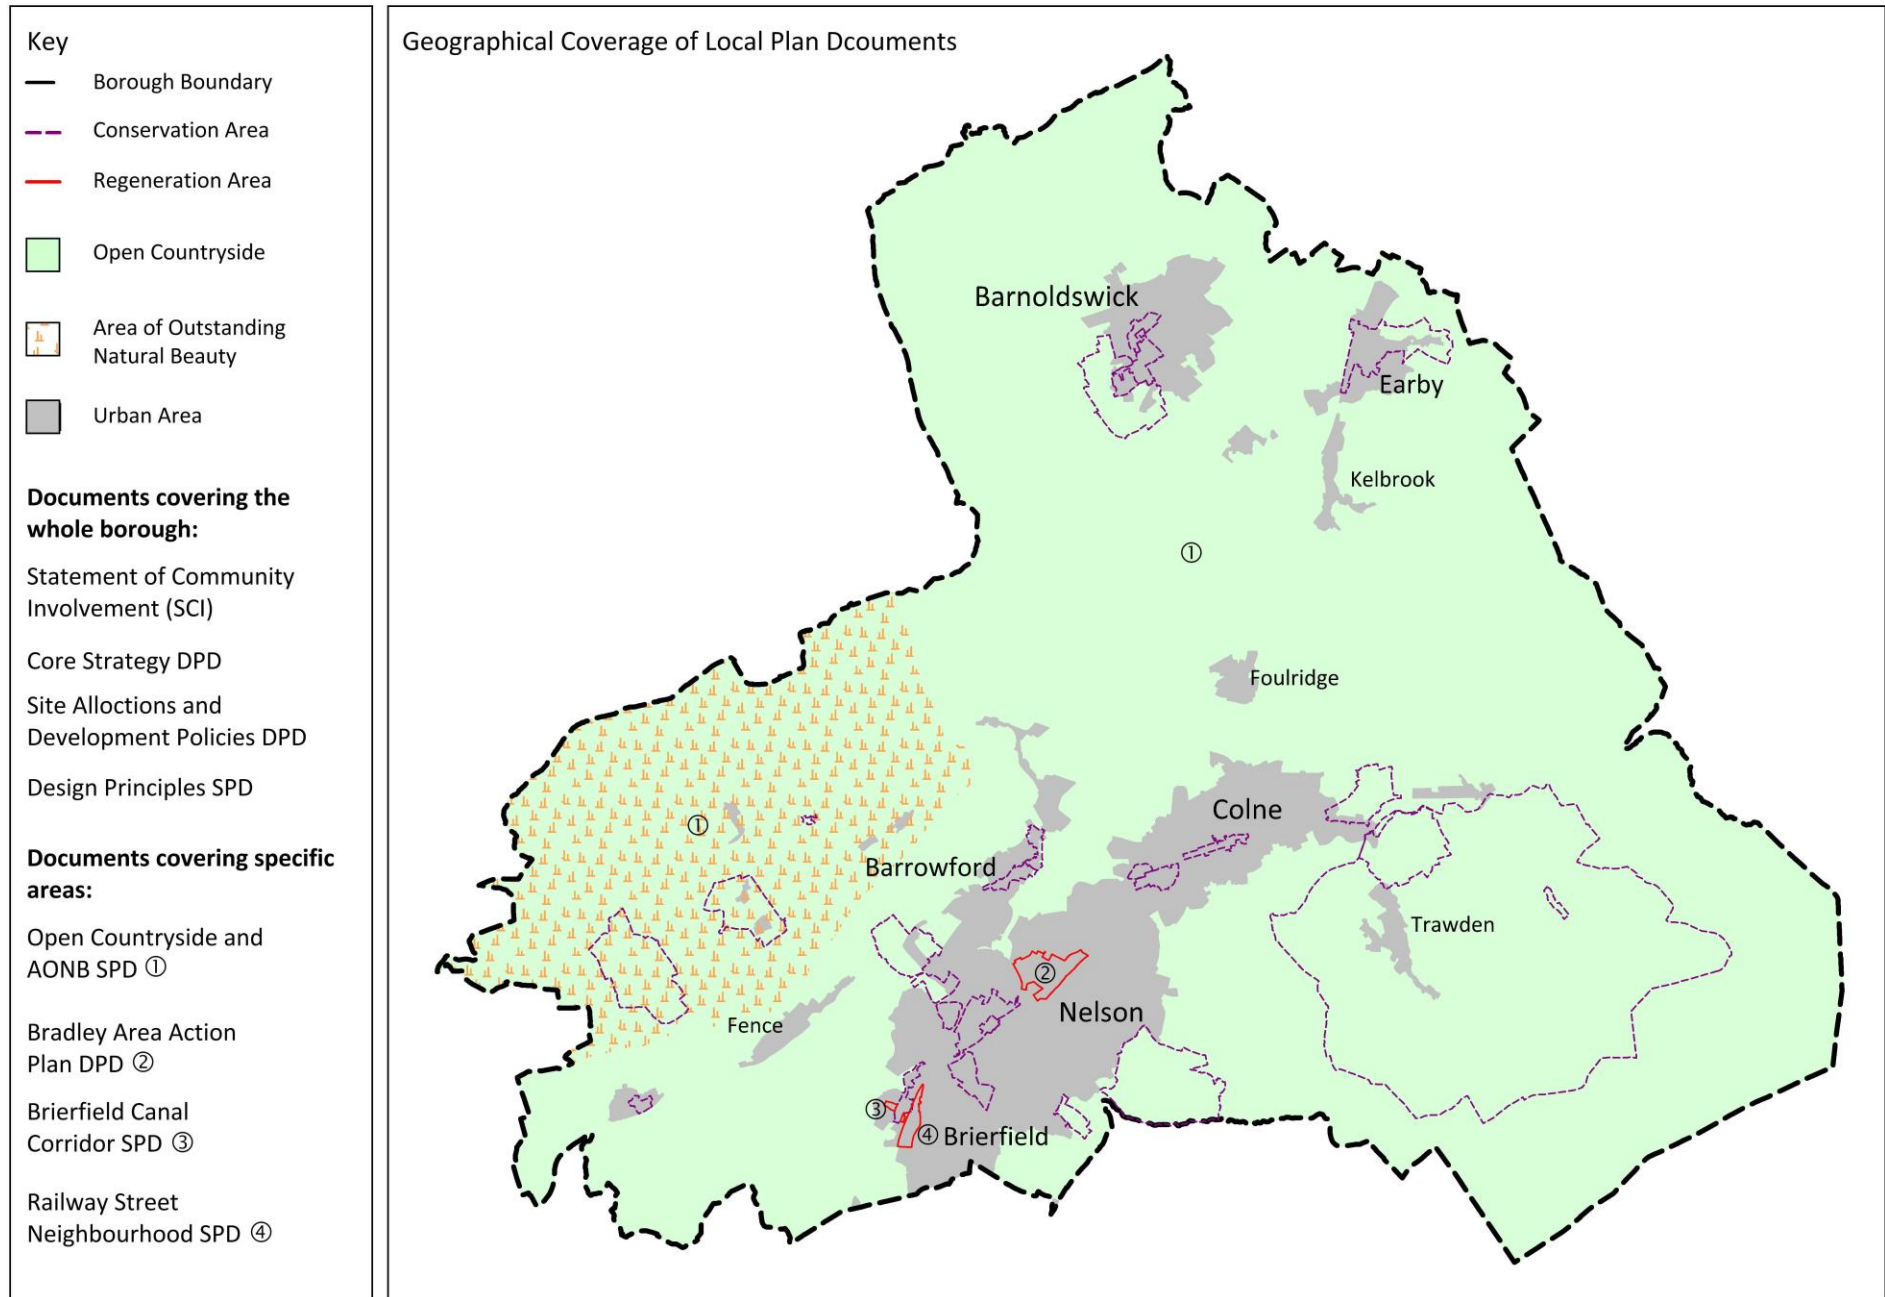 Key
Borough Boundary
Conservation Area
Regeneration Area
Open Countryside
Area of Outstanding
Natural Beauty
Urban Area
Documents covering the
whole borough:
Statement of Community
Involvement (SCI)
Core Strategy DPD
Site Alloctions and
Development Policies DPD
Design Principles SPD
Documents covering specific
areas:
Open Countryside and
AONB SPD ①
Bradley Area Action
Plan DPD ②
Brierfield Canal
Corridor SPD ③
Railway Street
Neighbourhood SPD ④
Geographical Coverage of Local Plan Dcouments
Barnoldswick
Earby
Kelbrook
①
Foulridge
Colne
①
Barrowford
Trawden
②
Nelson
Fence
③
④ Brierfield